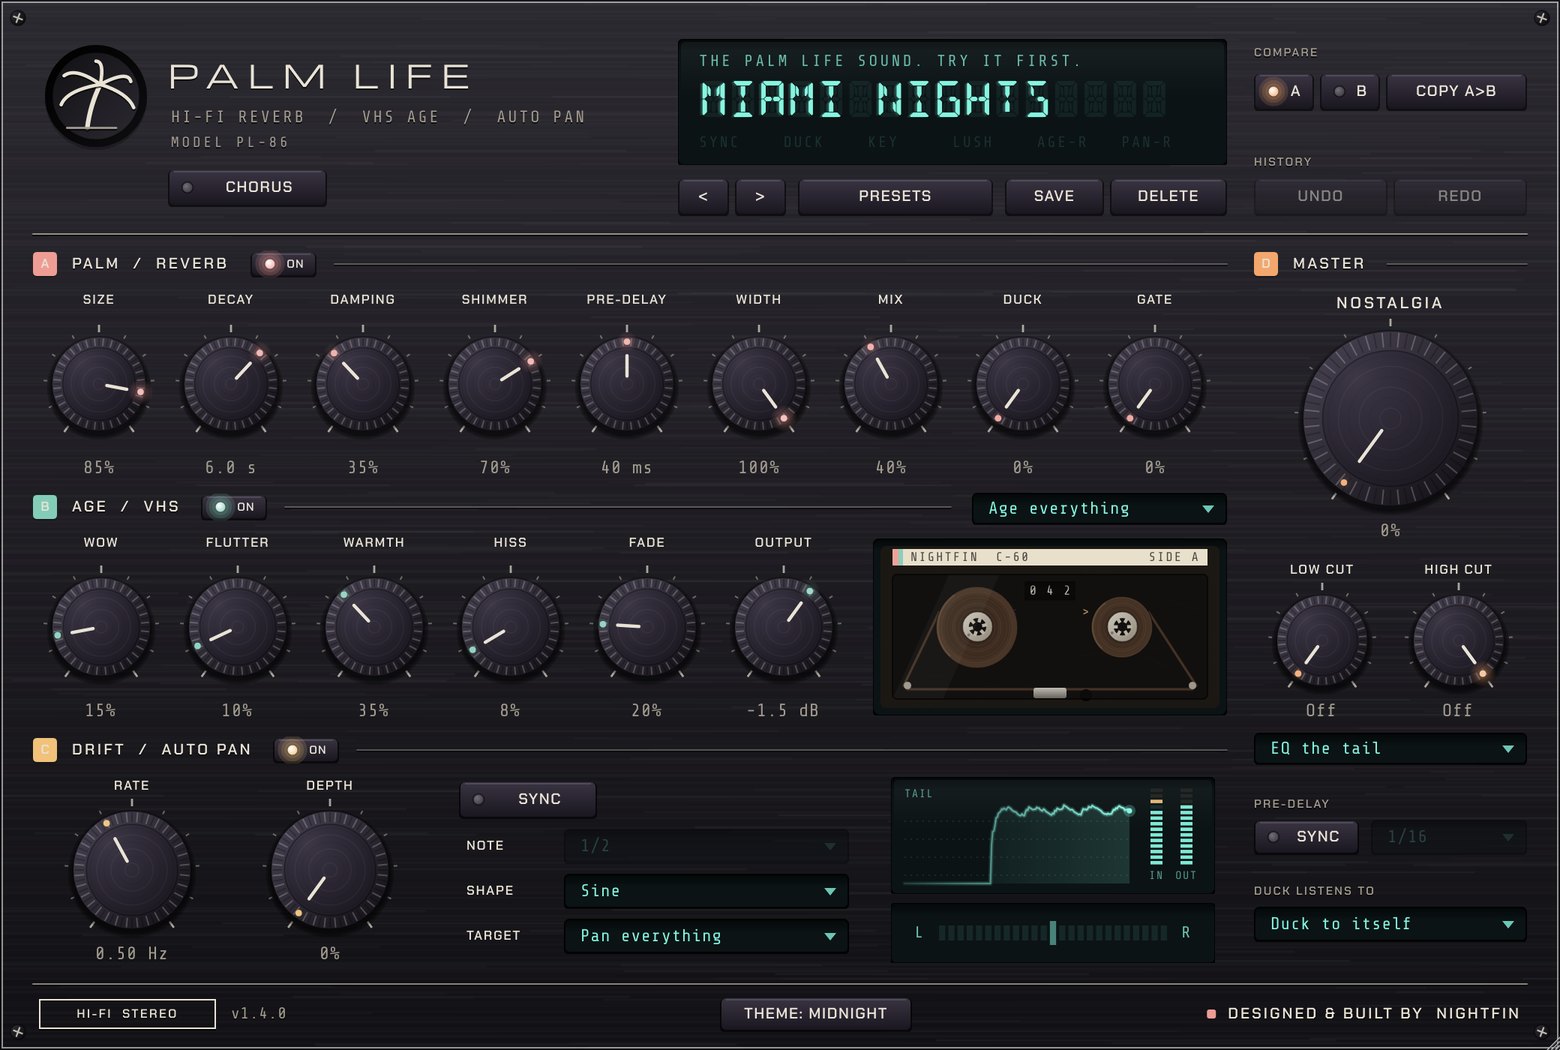 PALM LIFE
HI-FI REVERB / VHS AGE / AUTO PAN
MODEL PL-86
CHORUS
THE PALM LIFE SOUND. TRY IT FIRST.
MIAMI NIGHTS
SYNC DUCK KEY LUSH AGE-R PAN-R
< > PRESETS SAVE DELETE
COMPARE
A B COPY A>B
HISTORY
UNDO REDO
A PALM / REVERB ON
SIZE DECAY DAMPING SHIMMER PRE-DELAY WIDTH MIX DUCK GATE
85% 6.0 s 35% 70% 40 ms 100% 40% 0% 0%
D MASTER
NOSTALGIA
0%
B AGE / VHS ON
Age everything
WOW FLUTTER WARMTH HISS FADE OUTPUT
15% 10% 35% 8% 20% -1.5 dB
NIGHTFIN C-60 SIDE A
0 4 2
>
LOW CUT HIGH CUT
Off Off
EQ the tail
C DRIFT / AUTO PAN ON
RATE DEPTH
0.50 Hz 0%
SYNC
NOTE 1/2
SHAPE Sine
TARGET Pan everything
TAIL
IN OUT
L R
PRE-DELAY
SYNC 1/16
DUCK LISTENS TO
Duck to itself
HI-FI STEREO v1.4.0
THEME: MIDNIGHT
DESIGNED & BUILT BY NIGHTFIN